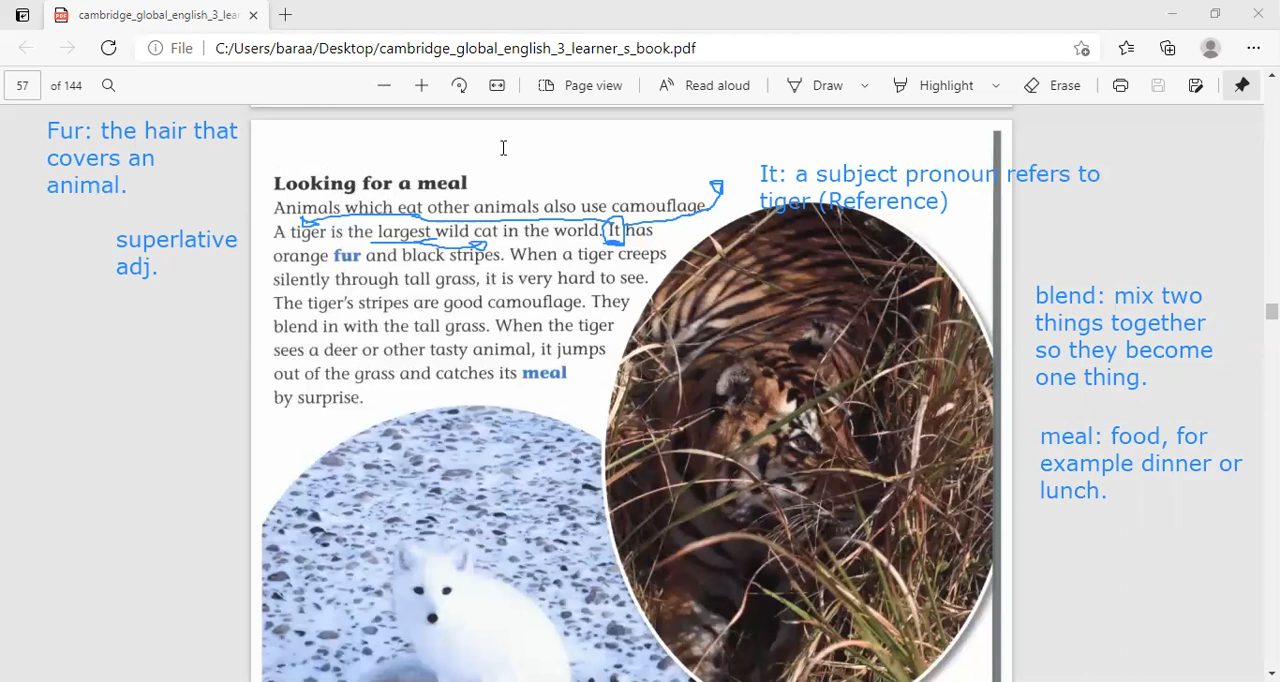 cambridge_global_english_3_lear
File
C:/Users/baraa/Desktop/cambridge_global_english_3_learner_s_book.pdf
57 of 144
Page view
Read aloud
Draw
Highlight
Erase
Fur: the hair that
covers an
animal.
superlative
adj.
Looking for a meal
Animals which eat other animals also use camouflage.
A tiger is the largest wild cat in the world. It has
orange fur and black stripes. When a tiger creeps
silently through tall grass, it is very hard to see.
The tiger's stripes are good camouflage. They
blend in with the tall grass. When the tiger
sees a deer or other tasty animal, it jumps
out of the grass and catches its meal
by surprise.
It: a subject pronoun refers to
tiger (Reference)
blend: mix two
things together
so they become
one thing.
meal: food, for
example dinner or
lunch.